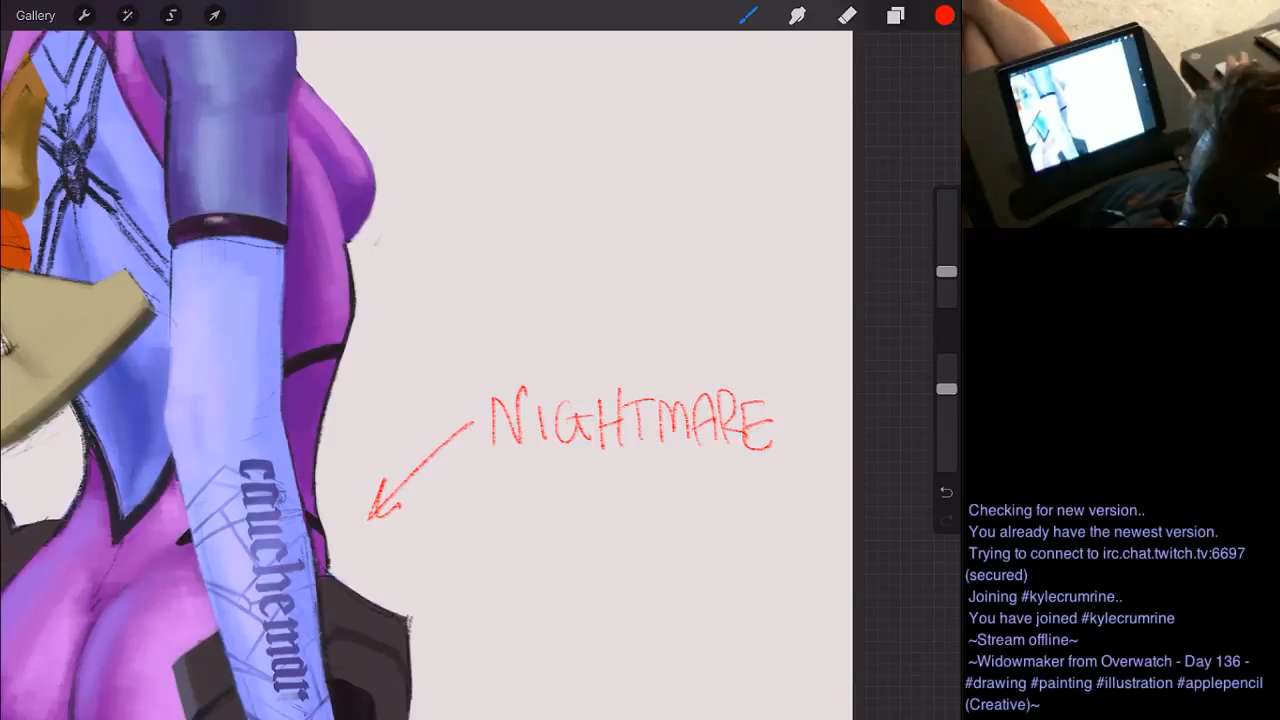 Gallery
NIGHTMARE
cauchemar
Checking for new version..
You already have the newest version.
Trying to connect to irc.chat.twitch.tv:6697
(secured)
Joining #kylecrumrine..
You have joined #kylecrumrine
~Stream offline~
~Widowmaker from Overwatch - Day 136 -
#drawing #painting #illustration #applepencil
(Creative)~